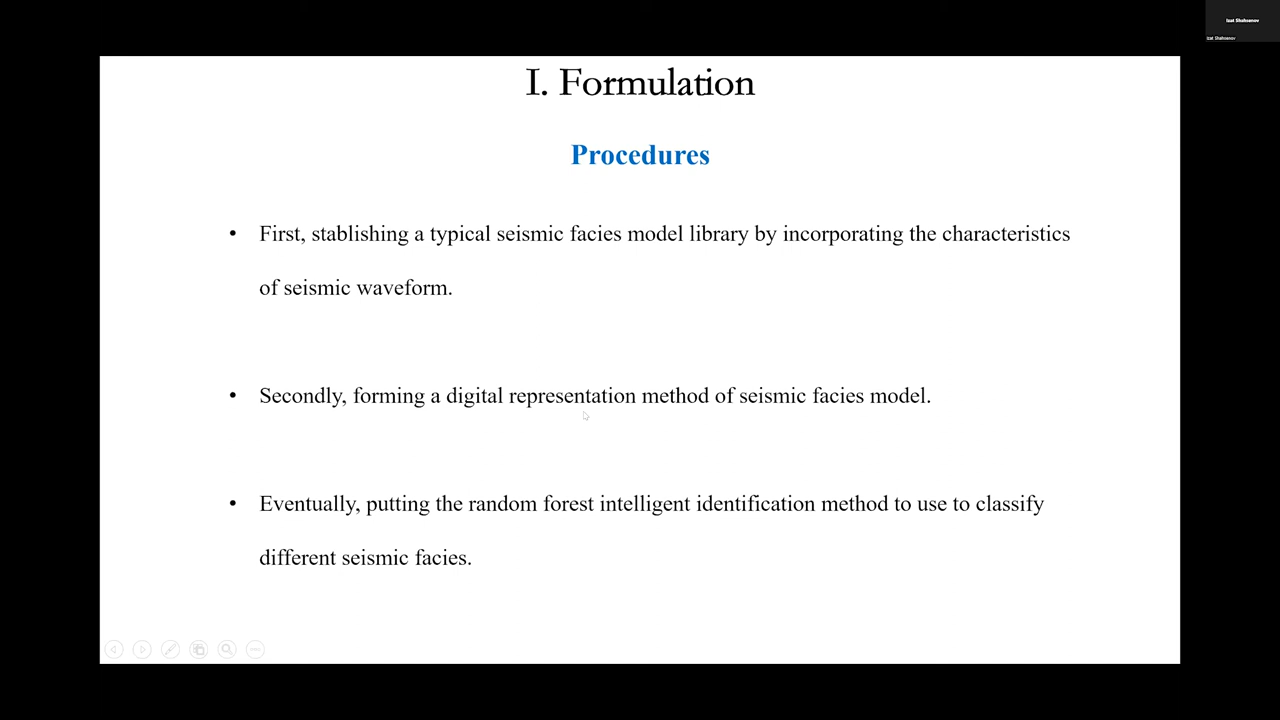 Izat Shahsenov
Izat Shahsenov
I. Formulation
Procedures
• First, stablishing a typical seismic facies model library by incorporating the characteristics
of seismic waveform.
• Secondly, forming a digital representation method of seismic facies model.
• Eventually, putting the random forest intelligent identification method to use to classify
different seismic facies.